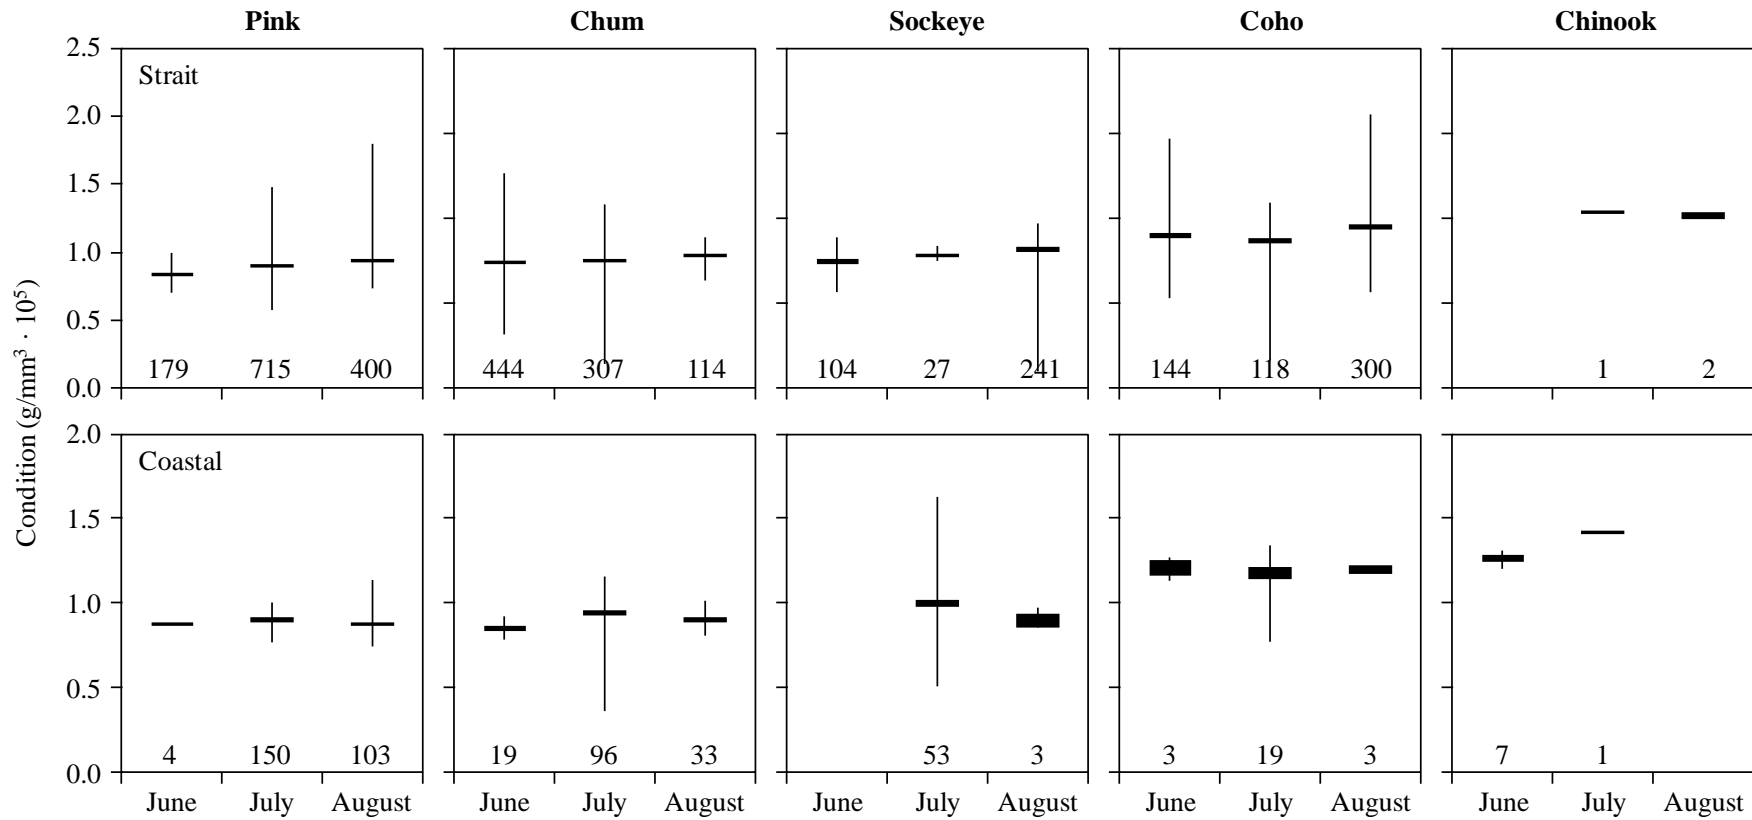 Pink Chum Sockeye Coho Chinook
2.5
Strait
2.0
1.5
1.0
0.5
179 715 400 444 307 114 104 27 241 144 118 300 1 2
0.0
Condition (g/mm³ · 10⁵)
2.0
Coastal
1.5
1.0
0.5
4 150 103 19 96 33 53 3 3 19 3 7 1
0.0
June July August June July August June July August June July August June July August